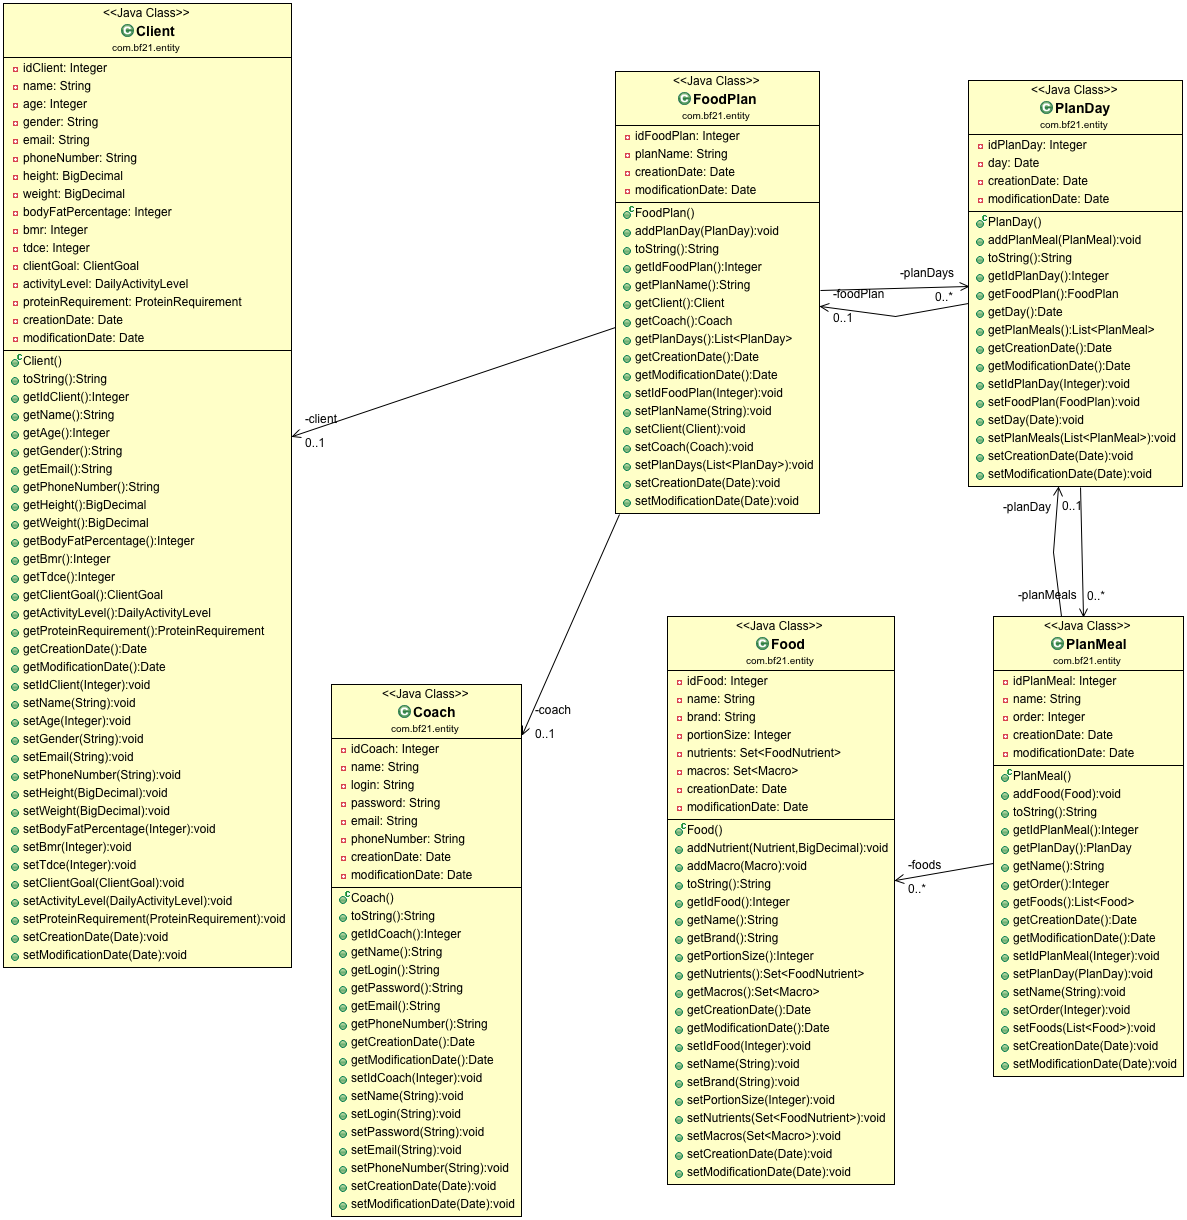 <<Java Class>>
Client
com.bf21.entity
idClient: Integer
name: String
age: Integer
gender: String
email: String
phoneNumber: String
height: BigDecimal
weight: BigDecimal
bodyFatPercentage: Integer
bmr: Integer
tdce: Integer
clientGoal: ClientGoal
activityLevel: DailyActivityLevel
proteinRequirement: ProteinRequirement
creationDate: Date
modificationDate: Date
Client()
toString():String
getIdClient():Integer
getName():String
getAge():Integer
getGender():String
getEmail():String
getPhoneNumber():String
getHeight():BigDecimal
getWeight():BigDecimal
getBodyFatPercentage():Integer
getBmr():Integer
getTdce():Integer
getClientGoal():ClientGoal
getActivityLevel():DailyActivityLevel
getProteinRequirement():ProteinRequirement
getCreationDate():Date
getModificationDate():Date
setIdClient(Integer):void
setName(String):void
setAge(Integer):void
setGender(String):void
setEmail(String):void
setPhoneNumber(String):void
setHeight(BigDecimal):void
setWeight(BigDecimal):void
setBodyFatPercentage(Integer):void
setBmr(Integer):void
setTdce(Integer):void
setClientGoal(ClientGoal):void
setActivityLevel(DailyActivityLevel):void
setProteinRequirement(ProteinRequirement):void
setCreationDate(Date):void
setModificationDate(Date):void
-client
0..1
<<Java Class>>
FoodPlan
com.bf21.entity
idFoodPlan: Integer
planName: String
creationDate: Date
modificationDate: Date
FoodPlan()
addPlanDay(PlanDay):void
toString():String
getIdFoodPlan():Integer
getPlanName():String
getClient():Client
getCoach():Coach
getPlanDays():List<PlanDay>
getCreationDate():Date
getModificationDate():Date
setIdFoodPlan(Integer):void
setPlanName(String):void
setClient(Client):void
setCoach(Coach):void
setPlanDays(List<PlanDay>):void
setCreationDate(Date):void
setModificationDate(Date):void
-planDays
0..*
-foodPlan
0..1
<<Java Class>>
PlanDay
com.bf21.entity
idPlanDay: Integer
day: Date
creationDate: Date
modificationDate: Date
PlanDay()
addPlanMeal(PlanMeal):void
toString():String
getIdPlanDay():Integer
getFoodPlan():FoodPlan
getDay():Date
getPlanMeals():List<PlanMeal>
getCreationDate():Date
getModificationDate():Date
setIdPlanDay(Integer):void
setFoodPlan(FoodPlan):void
setDay(Date):void
setPlanMeals(List<PlanMeal>):void
setCreationDate(Date):void
setModificationDate(Date):void
-planDay
0..1
-planMeals
0..*
-coach
0..1
<<Java Class>>
Coach
com.bf21.entity
idCoach: Integer
name: String
login: String
password: String
email: String
phoneNumber: String
creationDate: Date
modificationDate: Date
Coach()
toString():String
getIdCoach():Integer
getName():String
getLogin():String
getPassword():String
getEmail():String
getPhoneNumber():String
getCreationDate():Date
getModificationDate():Date
setIdCoach(Integer):void
setName(String):void
setLogin(String):void
setPassword(String):void
setEmail(String):void
setPhoneNumber(String):void
setCreationDate(Date):void
setModificationDate(Date):void
<<Java Class>>
Food
com.bf21.entity
idFood: Integer
name: String
brand: String
portionSize: Integer
nutrients: Set<FoodNutrient>
macros: Set<Macro>
creationDate: Date
modificationDate: Date
Food()
addNutrient(Nutrient,BigDecimal):void
addMacro(Macro):void
toString():String
getIdFood():Integer
getName():String
getBrand():String
getPortionSize():Integer
getNutrients():Set<FoodNutrient>
getMacros():Set<Macro>
getCreationDate():Date
getModificationDate():Date
setIdFood(Integer):void
setName(String):void
setBrand(String):void
setPortionSize(Integer):void
setNutrients(Set<FoodNutrient>):void
setMacros(Set<Macro>):void
setCreationDate(Date):void
setModificationDate(Date):void
-foods
0..*
<<Java Class>>
PlanMeal
com.bf21.entity
idPlanMeal: Integer
name: String
order: Integer
creationDate: Date
modificationDate: Date
PlanMeal()
addFood(Food):void
toString():String
getIdPlanMeal():Integer
getPlanDay():PlanDay
getName():String
getOrder():Integer
getFoods():List<Food>
getCreationDate():Date
getModificationDate():Date
setIdPlanMeal(Integer):void
setPlanDay(PlanDay):void
setName(String):void
setOrder(Integer):void
setFoods(List<Food>):void
setCreationDate(Date):void
setModificationDate(Date):void